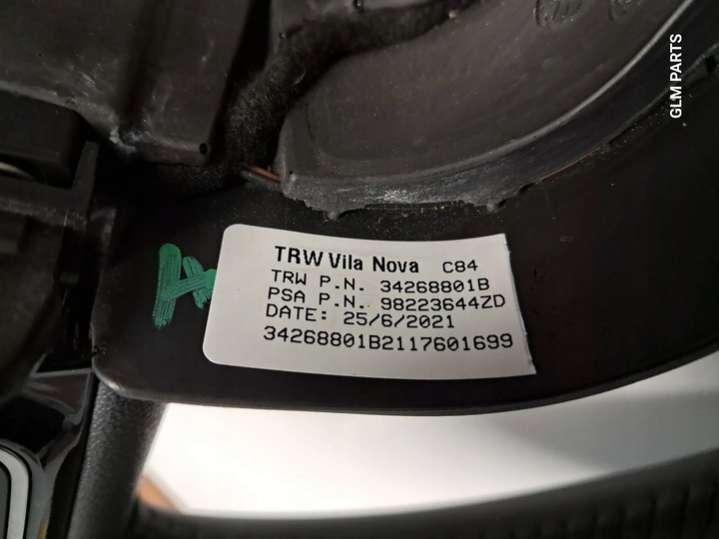 TRW Vila Nova C84
TRW P.N. 34268801B
PSA P.N. 98223644ZD
DATE: 25/6/2021
34268801B2117601699
GLM PARTS